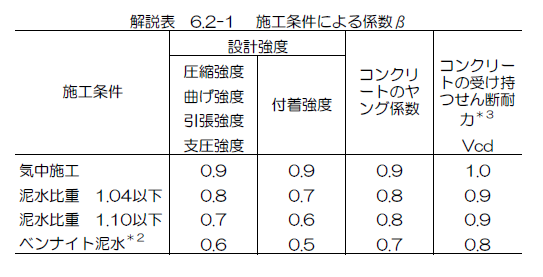 解説表 6.2-1 施工条件による係数β
施工条件
設計強度
圧縮強度
曲げ強度
引張強度
支圧強度
付着強度
コンクリ
ートのヤ
ング係数
コンクリー
トの受け持
つせん断耐
力*3
Vcd
気中施工 0.9 0.9 0.9 1.0
泥水比重 1.04以下 0.8 0.7 0.8 0.9
泥水比重 1.10以下 0.7 0.6 0.8 0.9
ベンナイト泥水*2 0.6 0.5 0.7 0.8